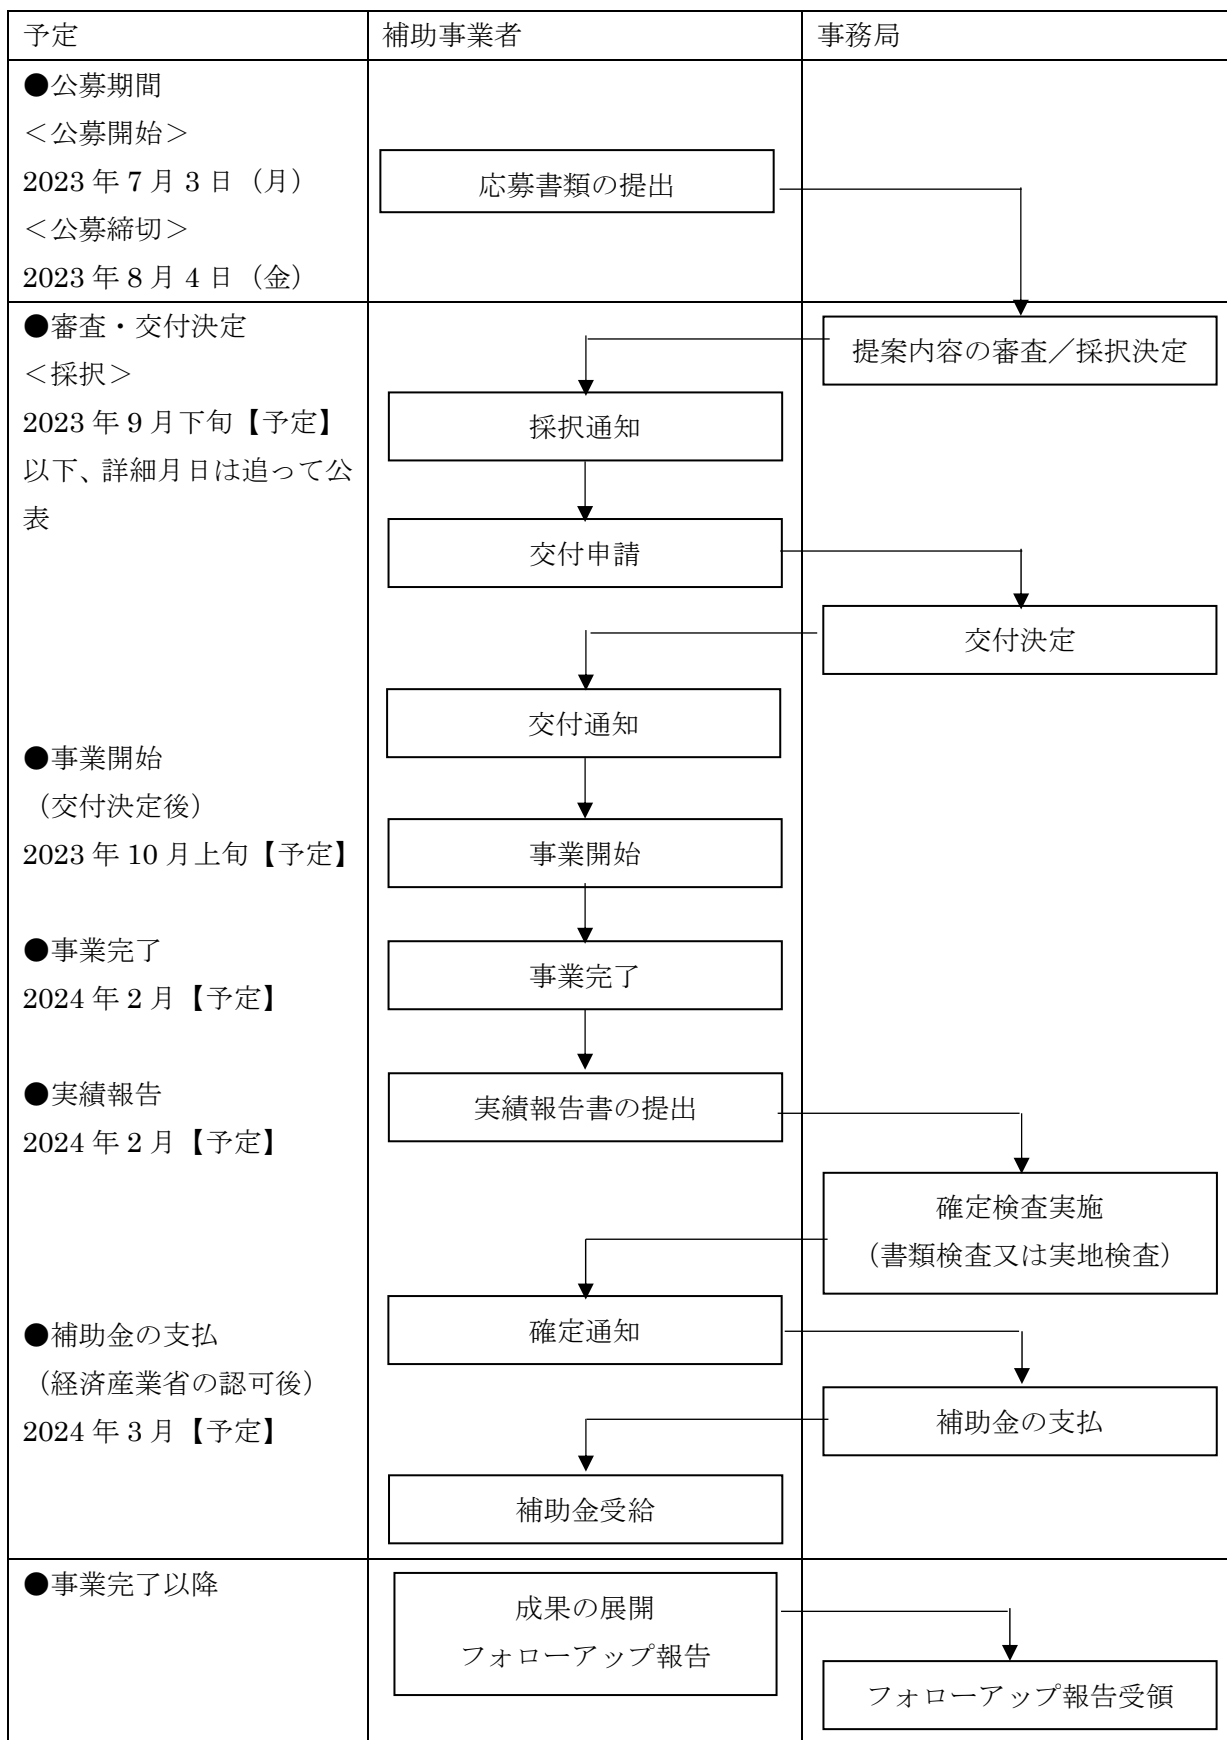 予定
補助事業者
事務局
●公募期間
＜公募開始＞
2023 年 7 月 3 日（月）
＜公募締切＞
2023 年 8 月 4 日（金）
応募書類の提出
●審査・交付決定
＜採択＞
2023 年 9 月下旬【予定】
以下、詳細月日は追って公
表
提案内容の審査／採択決定
採択通知
交付申請
交付決定
交付通知
●事業開始
（交付決定後）
2023 年 10 月上旬【予定】
事業開始
●事業完了
2024 年 2 月【予定】
事業完了
●実績報告
2024 年 2 月【予定】
実績報告書の提出
確定検査実施
（書類検査又は実地検査）
確定通知
●補助金の支払
（経済産業省の認可後）
2024 年 3 月【予定】
補助金の支払
補助金受給
●事業完了以降
成果の展開
フォローアップ報告
フォローアップ報告受領